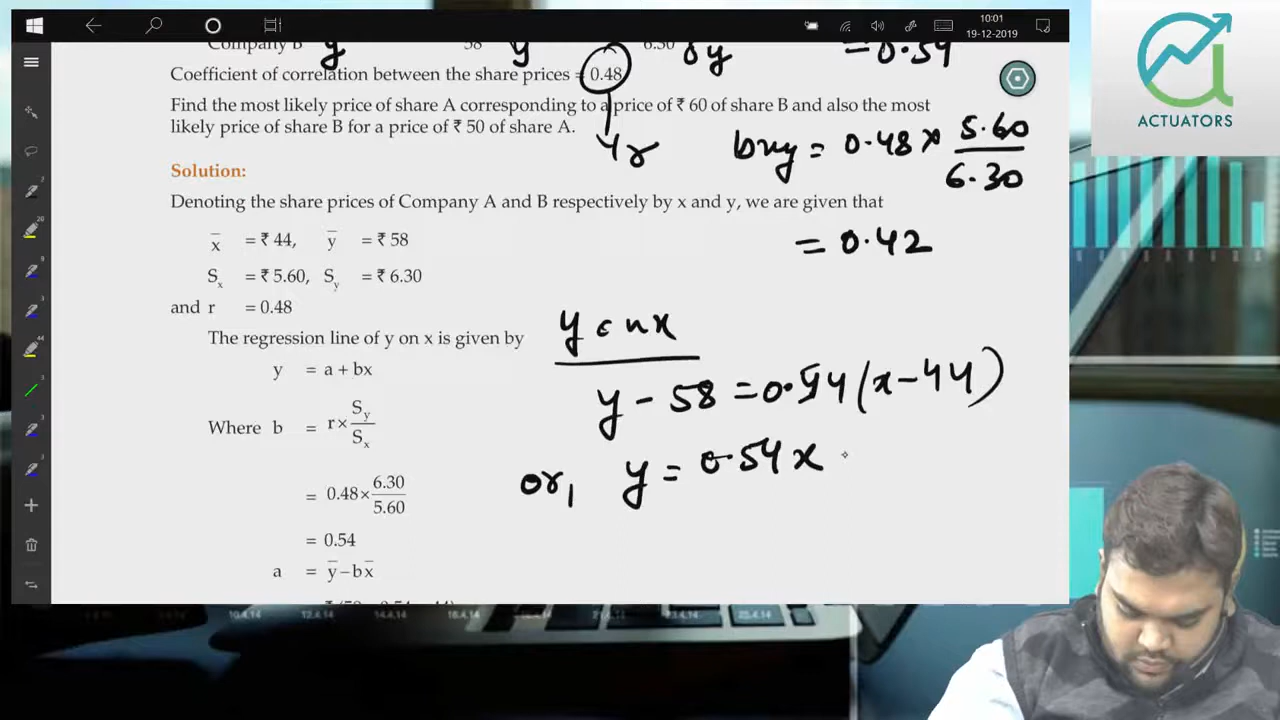 10:01
19-12-2019
Company B y 58 y 6.30 σy = 0.54
Coefficient of correlation between the share prices = 0.48
Find the most likely price of share A corresponding to a price of ₹ 60 of share B and also the most
likely price of share B for a price of ₹ 50 of share A.
r
bxy = 0.48 × 5.60 / 6.30
= 0.42
Solution:
Denoting the share prices of Company A and B respectively by x and y, we are given that
x̄ = ₹ 44, ȳ = ₹ 58
Sx = ₹ 5.60, Sy = ₹ 6.30
and r = 0.48
The regression line of y on x is given by
y = a + bx
Where b = r × Sy / Sx
= 0.48 × 6.30 / 5.60
= 0.54
a = ȳ – bx̄
y on x
y - 58 = 0.54 (x - 44)
or, y = 0.54x
ACTUATORS